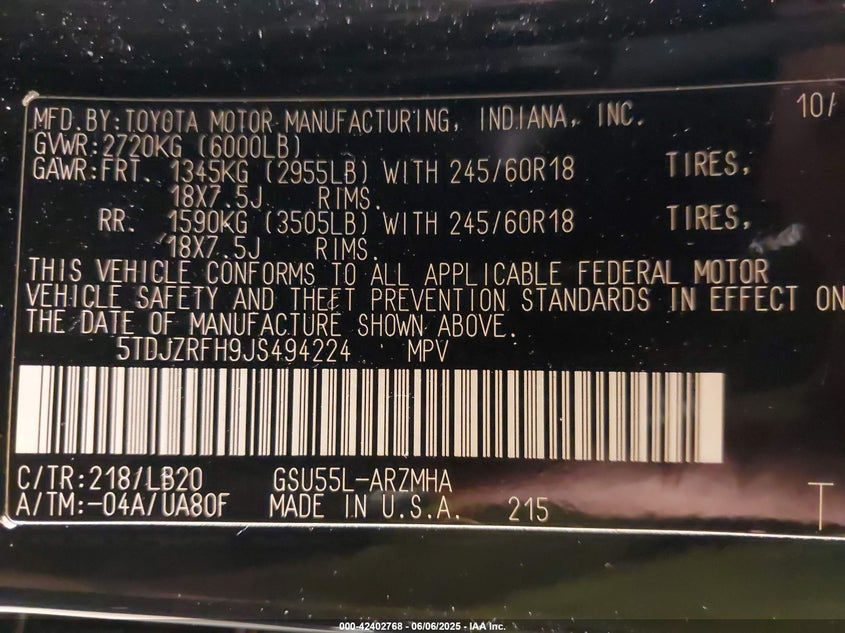 MFD.BY:TOYOTA MOTOR MANUFACTURING, INDIANA, INC. 10/
GVWR:2720KG (6000LB)
GAWR:FRT. 1345KG (2955LB) WITH 245/60R18 TIRES,
18X7.5J RIMS.
RR. 1590KG (3505LB) WITH 245/60R18 TIRES,
18X7.5J RIMS.
THIS VEHICLE CONFORMS TO ALL APPLICABLE FEDERAL MOTOR
VEHICLE SAFETY AND THEFT PREVENTION STANDARDS IN EFFECT ON
THE DATE OF MANUFACTURE SHOWN ABOVE.
5TDJZRFH9JS494224 MPV
C/TR:218/LB20 GSU55L-ARZMHA
A/TM:-04A/UA80F MADE IN U.S.A. 215 T
000-42402768 - 06/06/2025 - IAA Inc.